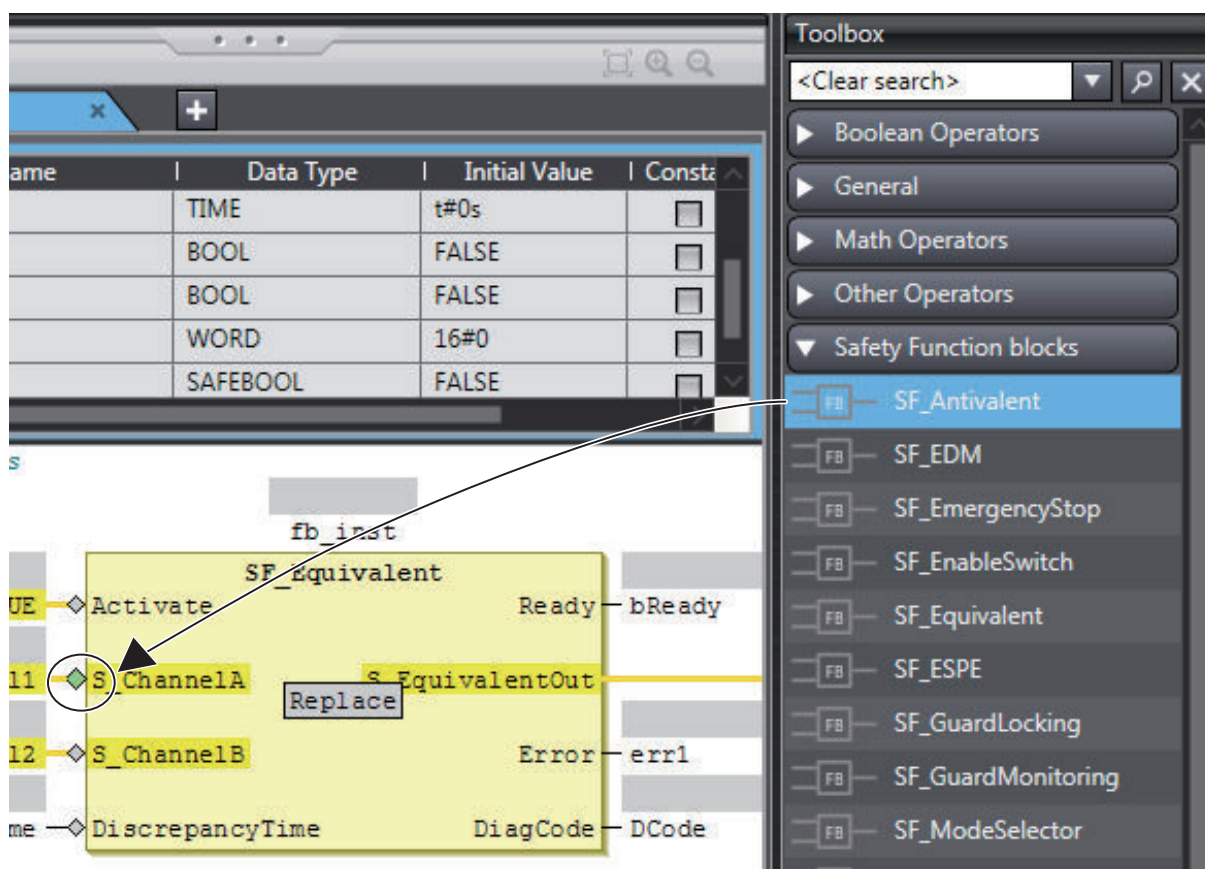 Toolbox
<Clear search>
Boolean Operators
General
Math Operators
Other Operators
Safety Function blocks
SF_Antivalent
SF_EDM
SF_EmergencyStop
SF_EnableSwitch
SF_Equivalent
SF_ESPE
SF_GuardLocking
SF_GuardMonitoring
SF_ModeSelector
ame Data Type Initial Value Consta
TIME t#0s
BOOL FALSE
BOOL FALSE
WORD 16#0
SAFEBOOL FALSE
s
fb_inst
SF_Equivalent
UE Activate Ready bReady
l1 S_ChannelA S_EquivalentOut
Replace
l2 S_ChannelB Error err1
me DiscrepancyTime DiagCode DCode